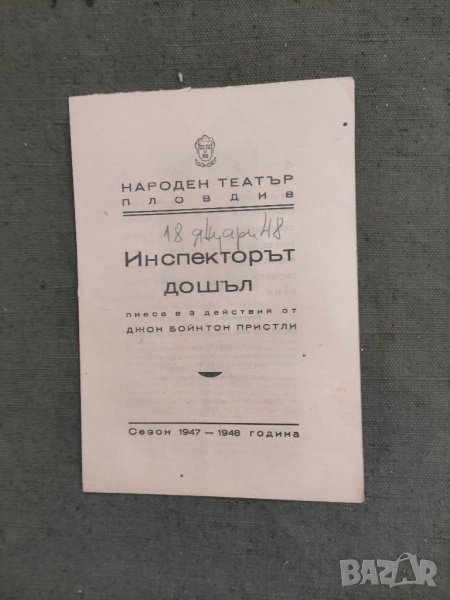 НАРОДЕН ТЕАТЪР
ПЛОВДИВ
18 януари 48
Инспекторът
дошъл
пиеса в 3 действия от
Джон Бойнтон Пристли
Сезон 1947 – 1948 година
BAZAR